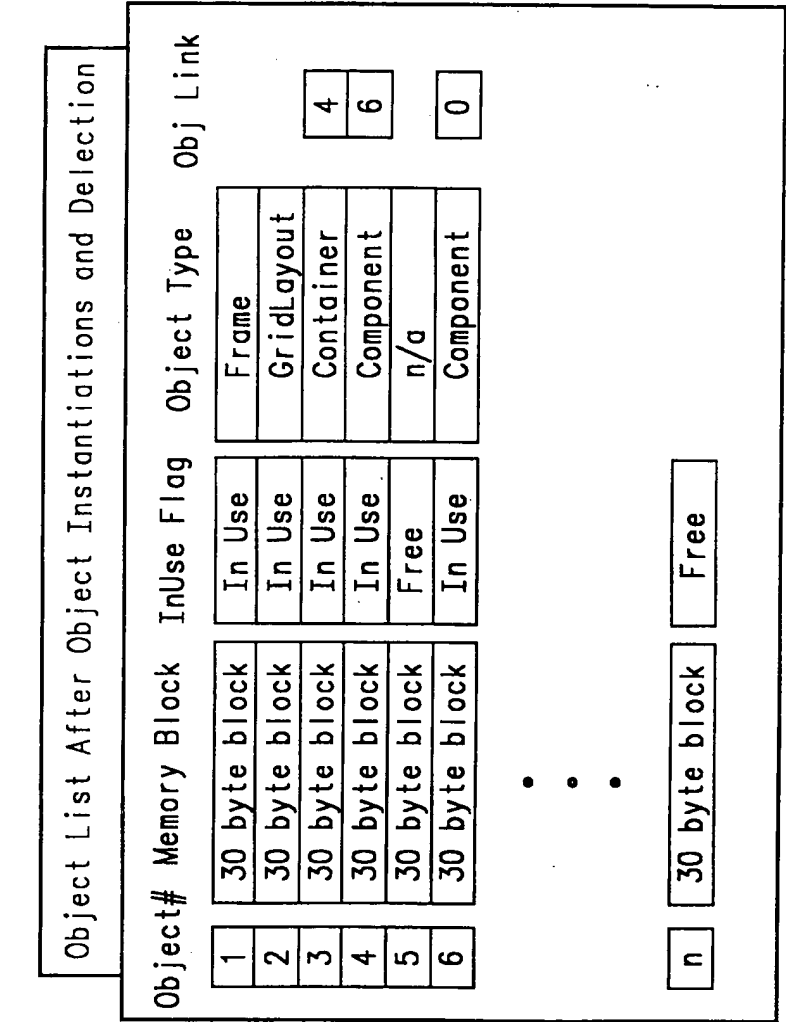 Object List After Object Instantiations and Delection
Object# Memory Block InUse Flag Object Type Obj Link
1 30 byte block In Use Frame
2 30 byte block In Use GridLayout
3 30 byte block In Use Container 4
4 30 byte block In Use Component 6
5 30 byte block Free n/a
6 30 byte block In Use Component 0
n 30 byte block Free